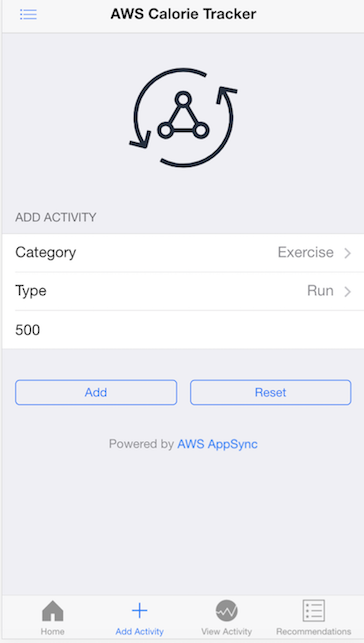 AWS Calorie Tracker
ADD ACTIVITY
Category Exercise
Type Run
500
Add Reset
Powered by AWS AppSync
Home Add Activity View Activity Recommendations